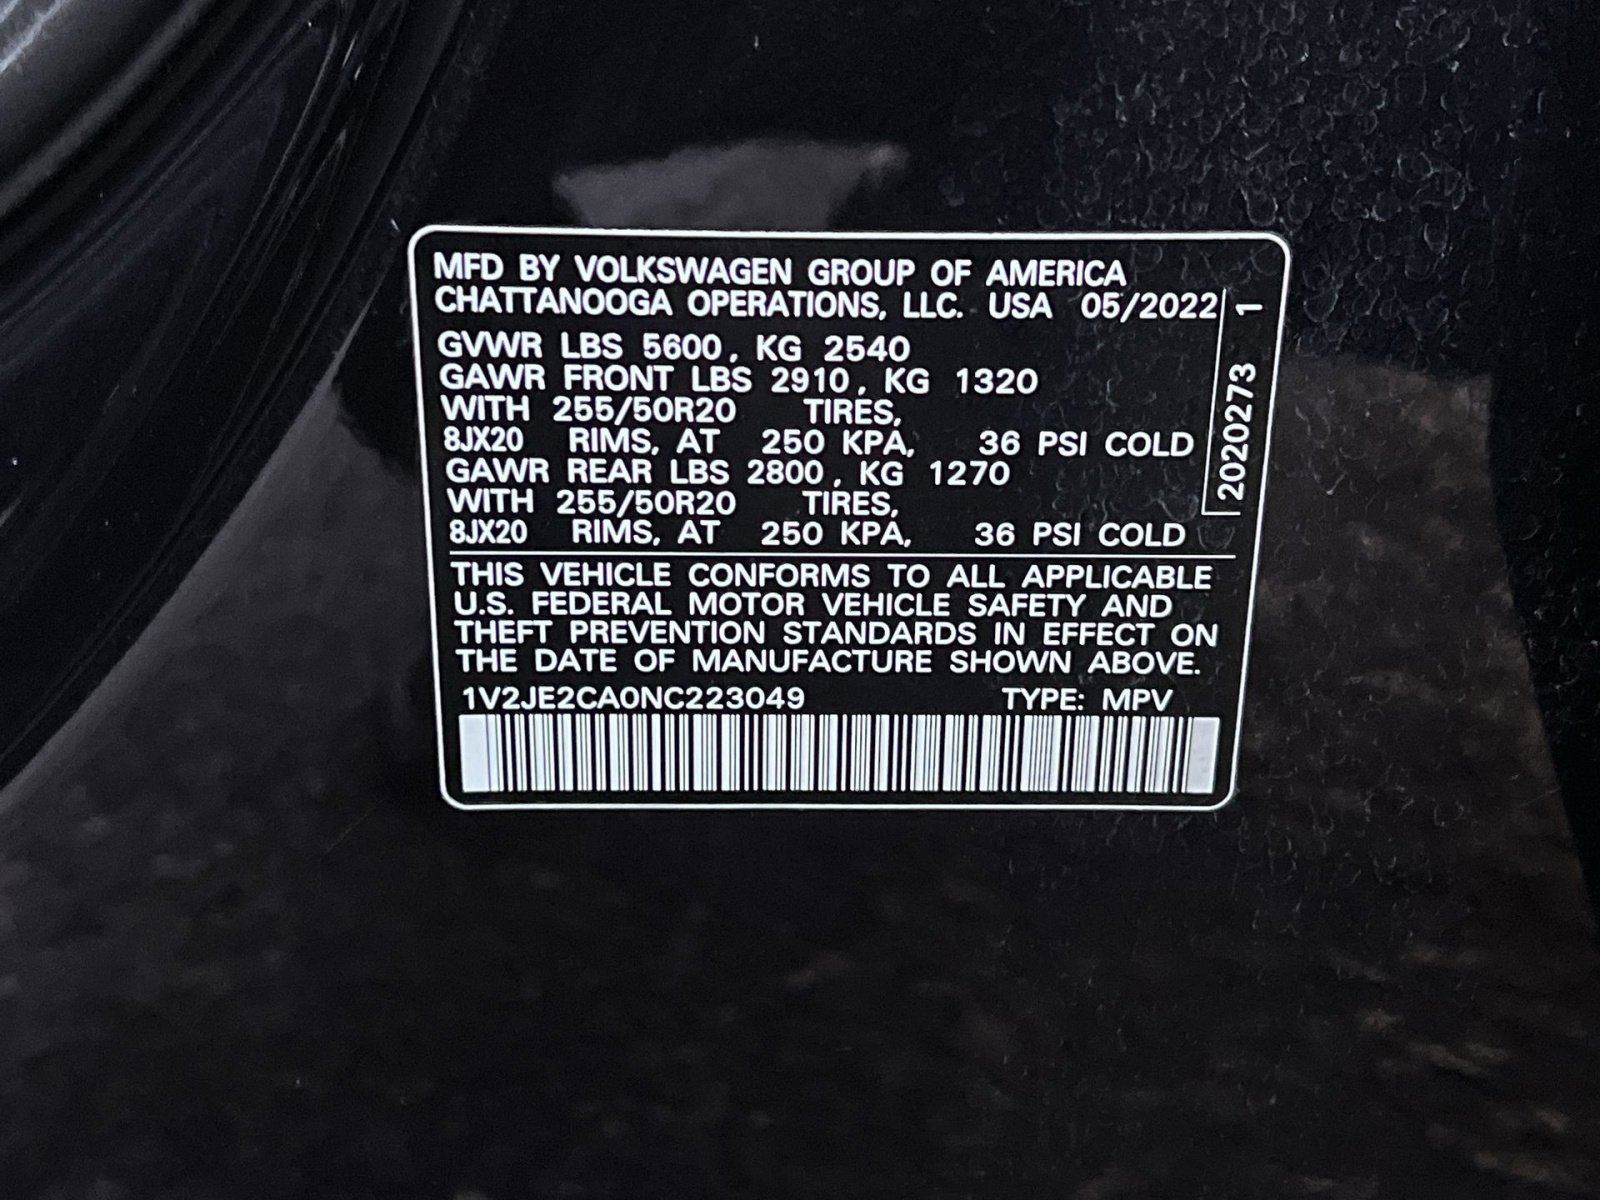 MFD BY VOLKSWAGEN GROUP OF AMERICA
CHATTANOOGA OPERATIONS, LLC. USA 05/2022
GVWR LBS 5600, KG 2540
GAWR FRONT LBS 2910, KG 1320
WITH 255/50R20 TIRES,
8JX20 RIMS, AT 250 KPA, 36 PSI COLD
GAWR REAR LBS 2800, KG 1270
WITH 255/50R20 TIRES,
8JX20 RIMS, AT 250 KPA, 36 PSI COLD
2020273 1
THIS VEHICLE CONFORMS TO ALL APPLICABLE
U.S. FEDERAL MOTOR VEHICLE SAFETY AND
THEFT PREVENTION STANDARDS IN EFFECT ON
THE DATE OF MANUFACTURE SHOWN ABOVE.
1V2JE2CA0NC223049 TYPE: MPV